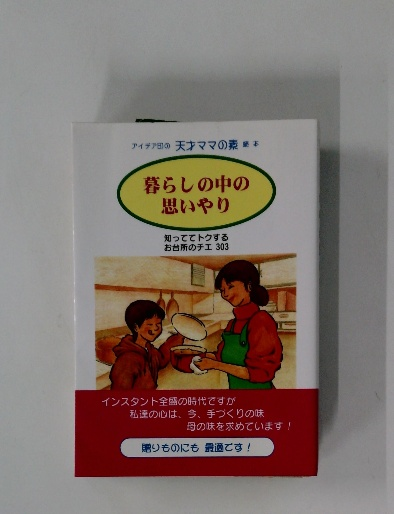 アイデア印の 天才ママの素 絵本
暮らしの中の
思いやり
知っててトクする
お台所のチエ 303
インスタント全盛の時代ですが
私達の心は、今、手づくりの味
母の味を求めています!
贈りものにも 最適です!